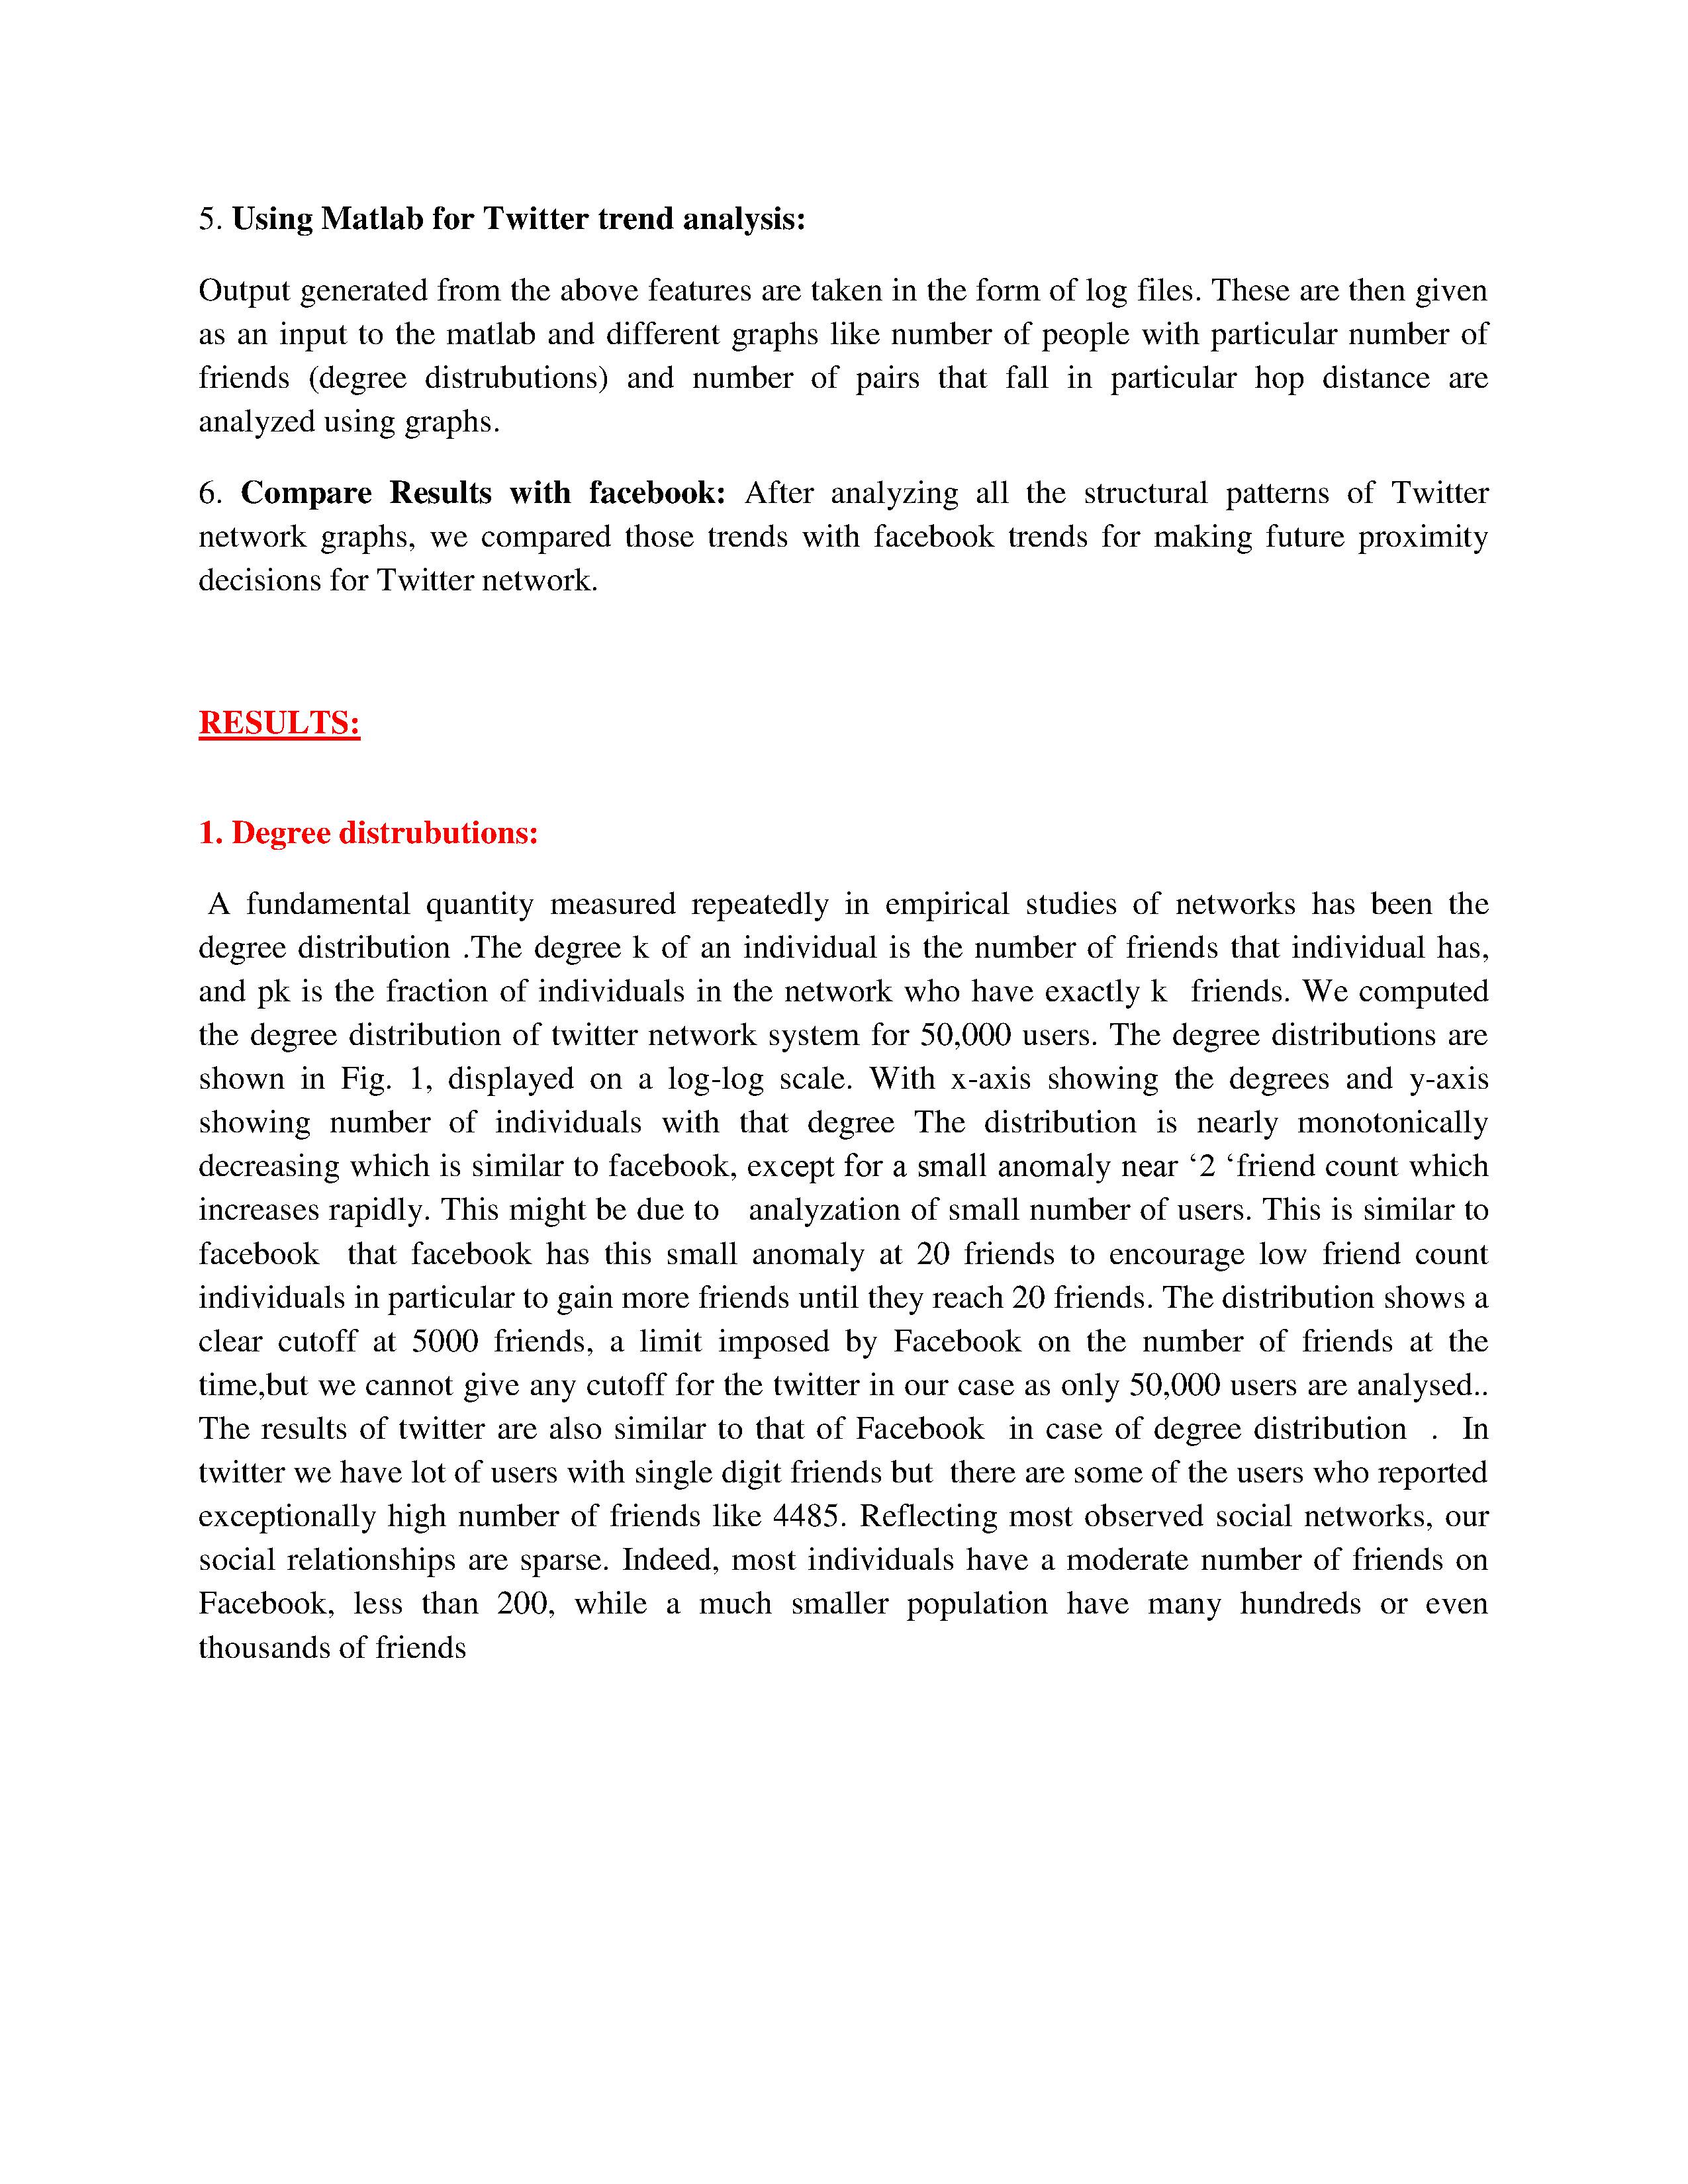 5. Using Matlab for Twitter trend analysis:
Output generated from the above features are taken in the form of log files. These are then given
as an input to the matlab and different graphs like number of people with particular number of
friends (degree distrubutions) and number of pairs that fall in particular hop distance are
analyzed using graphs.
6. Compare Results with facebook: After analyzing all the structural patterns of Twitter
network graphs, we compared those trends with facebook trends for making future proximity
decisions for Twitter network.
RESULTS:
1. Degree distrubutions:
A fundamental quantity measured repeatedly in empirical studies of networks has been the
degree distribution .The degree k of an individual is the number of friends that individual has,
and pk is the fraction of individuals in the network who have exactly k friends. We computed
the degree distribution of twitter network system for 50,000 users. The degree distributions are
shown in Fig. 1, displayed on a log-log scale. With x-axis showing the degrees and y-axis
showing number of individuals with that degree The distribution is nearly monotonically
decreasing which is similar to facebook, except for a small anomaly near ‘2 ‘friend count which
increases rapidly. This might be due to analyzation of small number of users. This is similar to
facebook that facebook has this small anomaly at 20 friends to encourage low friend count
individuals in particular to gain more friends until they reach 20 friends. The distribution shows a
clear cutoff at 5000 friends, a limit imposed by Facebook on the number of friends at the
time,but we cannot give any cutoff for the twitter in our case as only 50,000 users are analysed..
The results of twitter are also similar to that of Facebook in case of degree distribution . In
twitter we have lot of users with single digit friends but there are some of the users who reported
exceptionally high number of friends like 4485. Reflecting most observed social networks, our
social relationships are sparse. Indeed, most individuals have a moderate number of friends on
Facebook, less than 200, while a much smaller population have many hundreds or even
thousands of friends